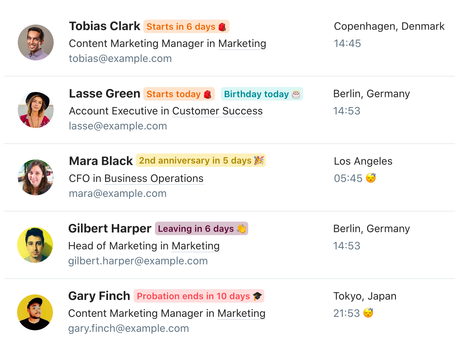 Tobias Clark Starts in 6 days 🎒 Copenhagen, Denmark
Content Marketing Manager in Marketing 14:45
tobias@example.com
Lasse Green Starts today 🎒 Birthday today 🎂 Berlin, Germany
Account Executive in Customer Success 14:53
lasse@example.com
Mara Black 2nd anniversary in 5 days 🎉 Los Angeles
CFO in Business Operations 05:45 😴
mara@example.com
Gilbert Harper Leaving in 6 days 👋 Berlin, Germany
Head of Marketing in Marketing 14:53
gilbert.harper@example.com
Gary Finch Probation ends in 10 days 🎓 Tokyo, Japan
Content Marketing Manager in Marketing 21:53 😴
gary.finch@example.com